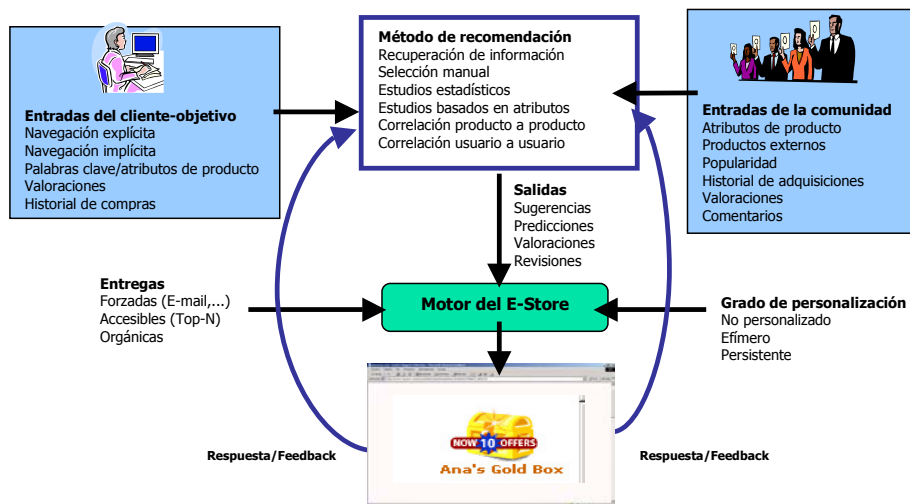 Método de recomendación
Recuperación de información
Selección manual
Estudios estadísticos
Estudios basados en atributos
Correlación producto a producto
Correlación usuario a usuario
Entradas del cliente-objetivo
Navegación explícita
Navegación implícita
Palabras clave/atributos de producto
Valoraciones
Historial de compras
Entradas de la comunidad
Atributos de producto
Productos externos
Popularidad
Historial de adquisiciones
Valoraciones
Comentarios
Salidas
Sugerencias
Predicciones
Valoraciones
Revisiones
Entregas
Forzadas (E-mail,...)
Accesibles (Top-N)
Orgánicas
Motor del E-Store
Grado de personalización
No personalizado
Efímero
Persistente
NOW 10 OFFERS
Ana's Gold Box
Respuesta/Feedback
Respuesta/Feedback